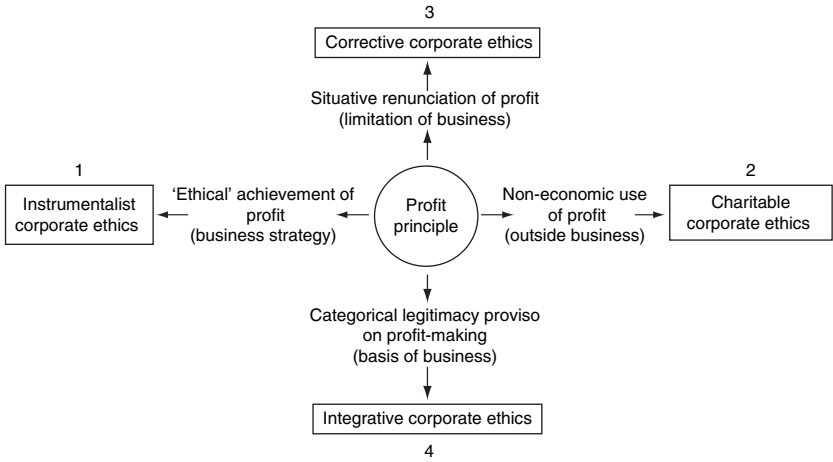 3
Corrective corporate ethics
Situative renunciation of profit
(limitation of business)
1
Instrumentalist
corporate ethics
‘Ethical’ achievement of
profit
(business strategy)
Profit
principle
Non-economic use
of profit
(outside business)
2
Charitable
corporate ethics
Categorical legitimacy proviso
on profit-making
(basis of business)
Integrative corporate ethics
4